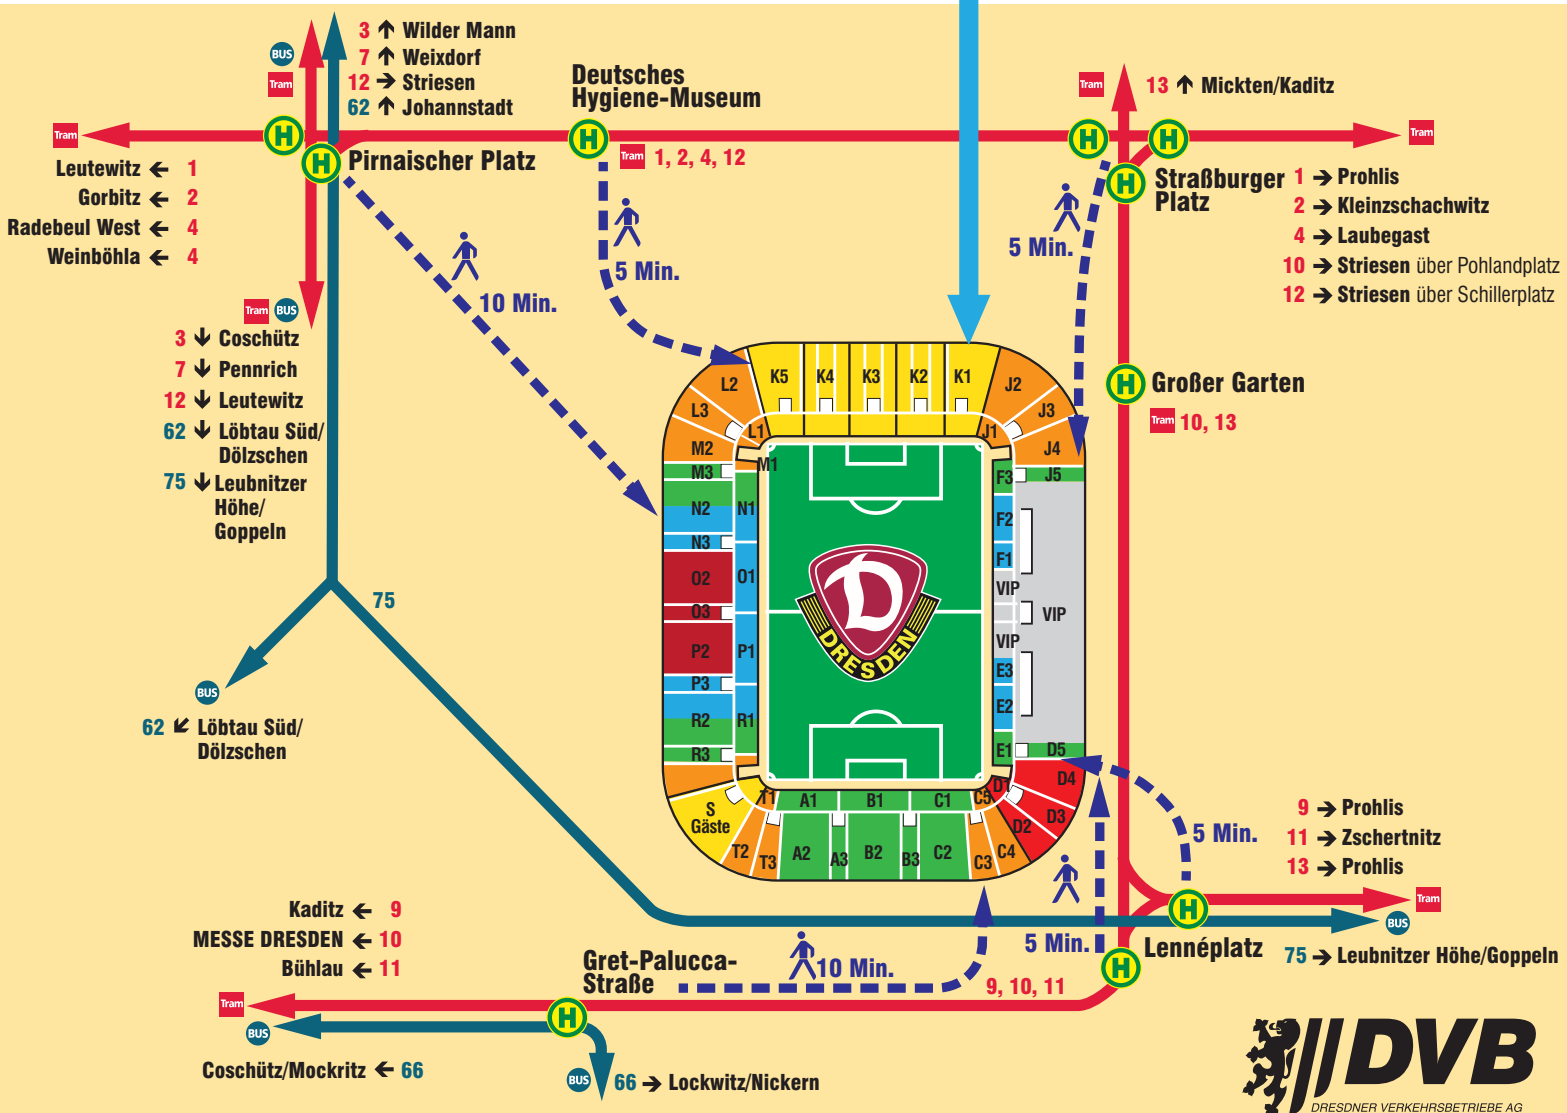 BUS
Tram
3 ↑ Wilder Mann
7 ↑ Weixdorf
12 → Striesen
62 ↑ Johannstadt
Tram
Leutewitz ← 1
Gorbitz ← 2
Radebeul West ← 4
Weinböhla ← 4
H
H
Pirnaischer Platz
Deutsches
Hygiene-Museum
H
Tram 1, 2, 4, 12
Tram
13 ↑ Mickten/Kaditz
H
H
H
Tram
Straßburger
Platz
1 → Prohlis
2 → Kleinzschachwitz
4 → Laubegast
10 → Striesen über Pohlandplatz
12 → Striesen über Schillerplatz
5 Min.
5 Min.
10 Min.
Tram BUS
3 ↓ Coschütz
7 ↓ Pennrich
12 ↓ Leutewitz
62 ↓ Löbtau Süd/
Dölzschen
75 ↓ Leubnitzer
Höhe/
Goppeln
H
Großer Garten
Tram 10, 13
K5 K4 K3 K2 K1
L2
L3
L1
M2
M1
M3
N2
N1
N3
O2
O1
O3
P2
P1
P3
R2
R1
R3
J2
J3
J1
J4
J5
F3
F2
F1
VIP
VIP
VIP
E3
E2
E1
D5
D4
D1
D3
D2
S
Gäste
T1
T2
T3
A1 B1 C1 C5
A2 A3 B2 B3 C2 C3 C4
D
DRESDEN
75
BUS
62 ↙ Löbtau Süd/
Dölzschen
5 Min.
9 → Prohlis
11 → Zschertnitz
13 → Prohlis
Tram
H
BUS
Lennéplatz
75 → Leubnitzer Höhe/Goppeln
5 Min.
H
Kaditz ← 9
MESSE DRESDEN ← 10
Bühlau ← 11
Gret-Palucca-
Straße
10 Min.
9, 10, 11
Tram
BUS
H
Coschütz/Mockritz ← 66
BUS 66 → Lockwitz/Nickern
DVB
DRESDNER VERKEHRSBETRIEBE AG